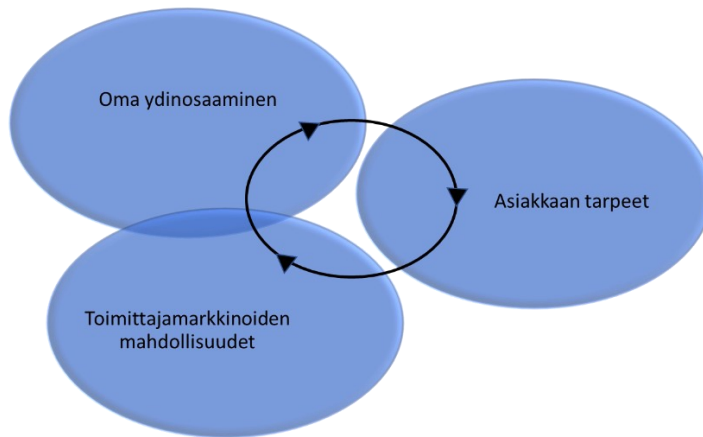 Oma ydinosaaminen
Asiakkaan tarpeet
Toimittajamarkkinoiden
mahdollisuudet